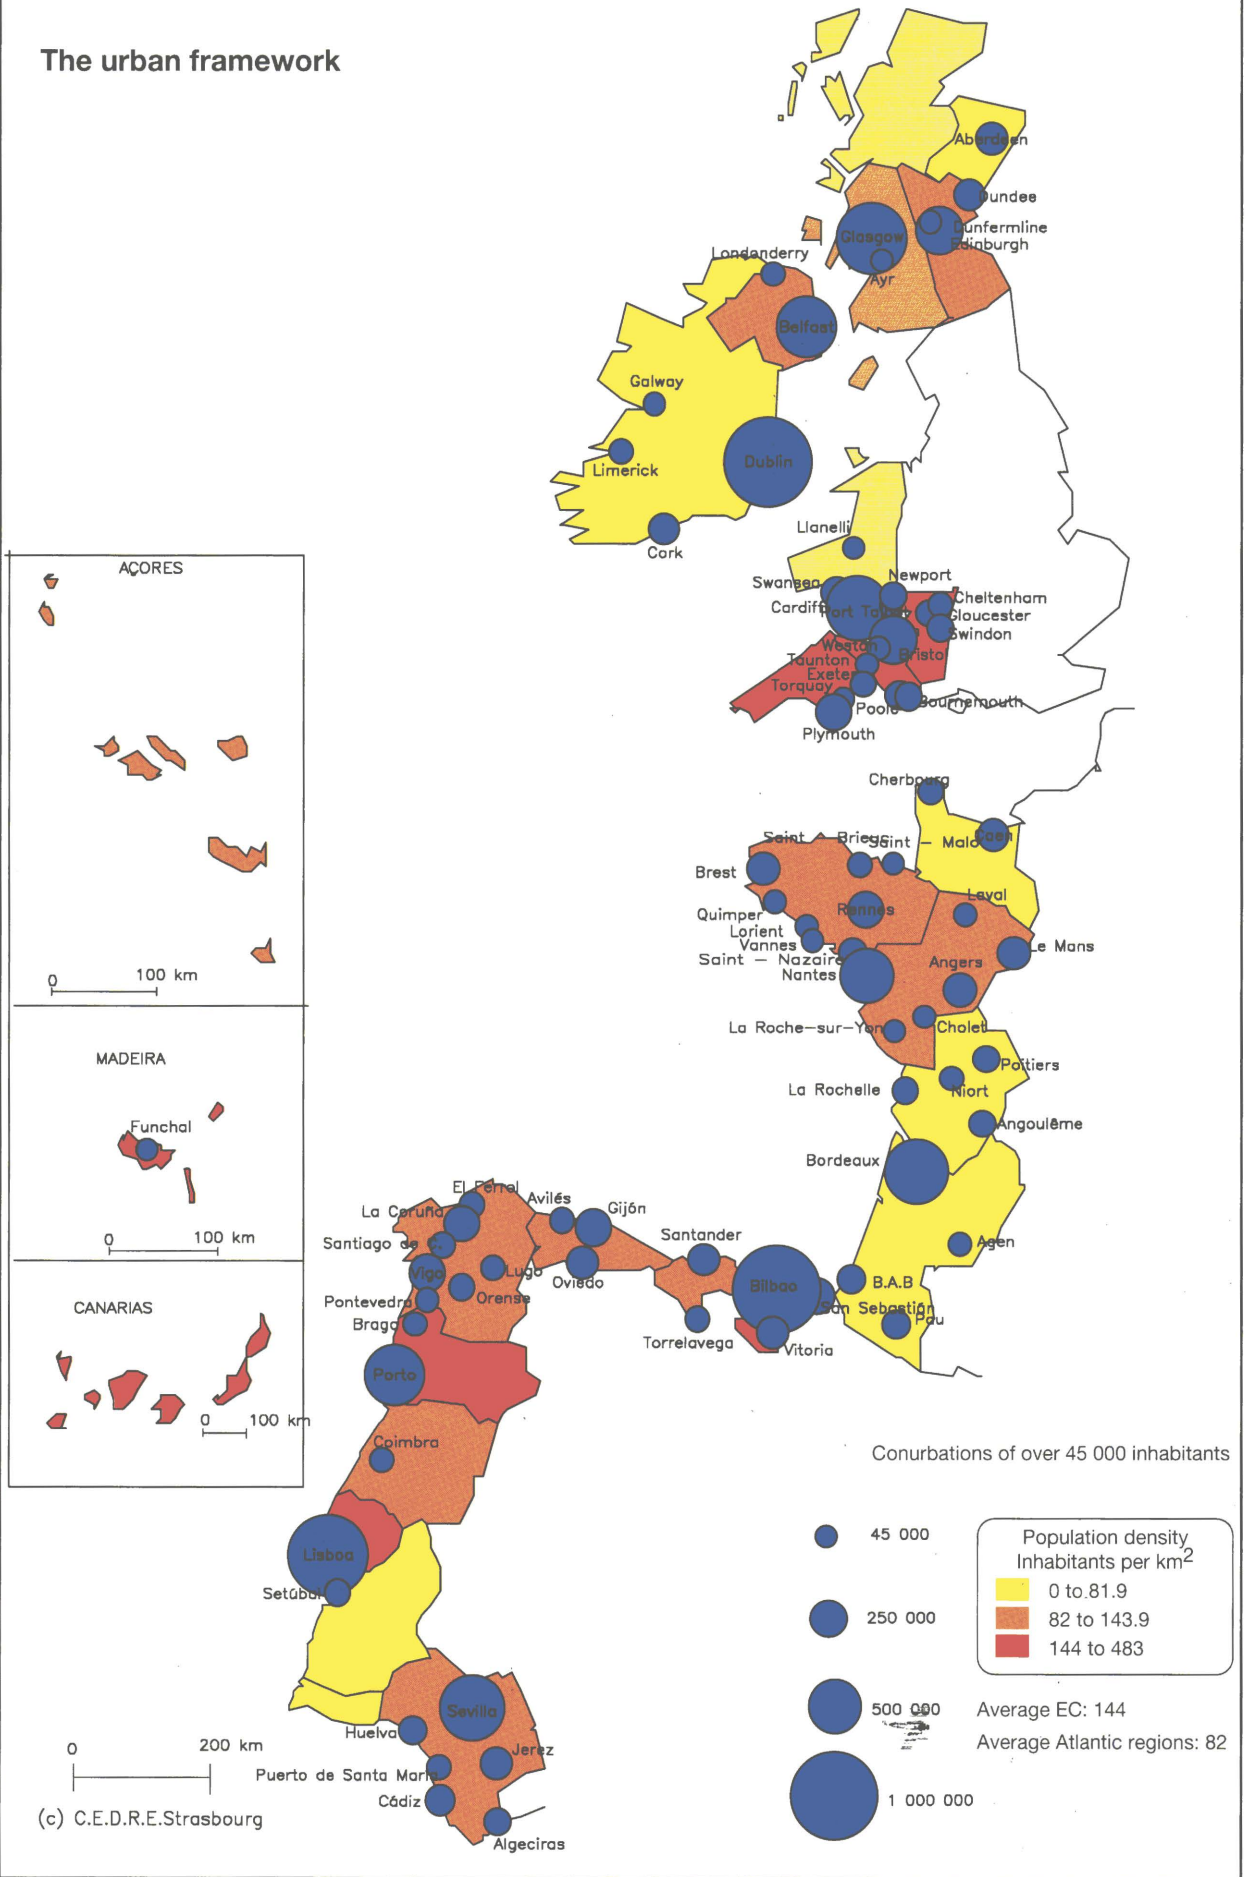 The urban framework
Aberdeen
Dundee
Dunfermline
Edinburgh
Glasgow
Ayr
Londonderry
Belfast
Galway
Limerick
Dublin
Cork
Llanelli
Swansea
Newport
Cardiff
Port Talbot
Cheltenham
Gloucester
Swindon
Weston
Bristol
Taunton
Exeter
Torquay
Poole
Bournemouth
Plymouth
AÇORES
0 100 km
MADEIRA
Funchal
0 100 km
CANARIAS
0 100 km
Cherbourg
Caen
Saint - Brieuc
Saint - Malo
Brest
Rennes
Laval
Quimper
Lorient
Vannes
Le Mans
Saint - Nazaire
Nantes
Angers
La Roche-sur-Yon
Cholet
Poitiers
La Rochelle
Niort
Angoulême
Bordeaux
Agen
B.A.B
Pau
El Ferrol
Avilés
Gijón
La Coruña
Santiago de C.
Santander
Vigo
Lugo
Oviedo
Bilbao
San Sebastián
Pontevedra
Orense
Braga
Torrelavega
Vitoria
Porto
Coimbra
Lisboa
Setúbal
Sevilla
Huelva
Jerez
Puerto de Santa María
Cádiz
Algeciras
0 200 km
(c) C.E.D.R.E.Strasbourg
Conurbations of over 45 000 inhabitants
45 000
250 000
500 000
1 000 000
Population density
Inhabitants per km2
0 to.81.9
82 to 143.9
144 to 483
Average EC: 144
Average Atlantic regions: 82